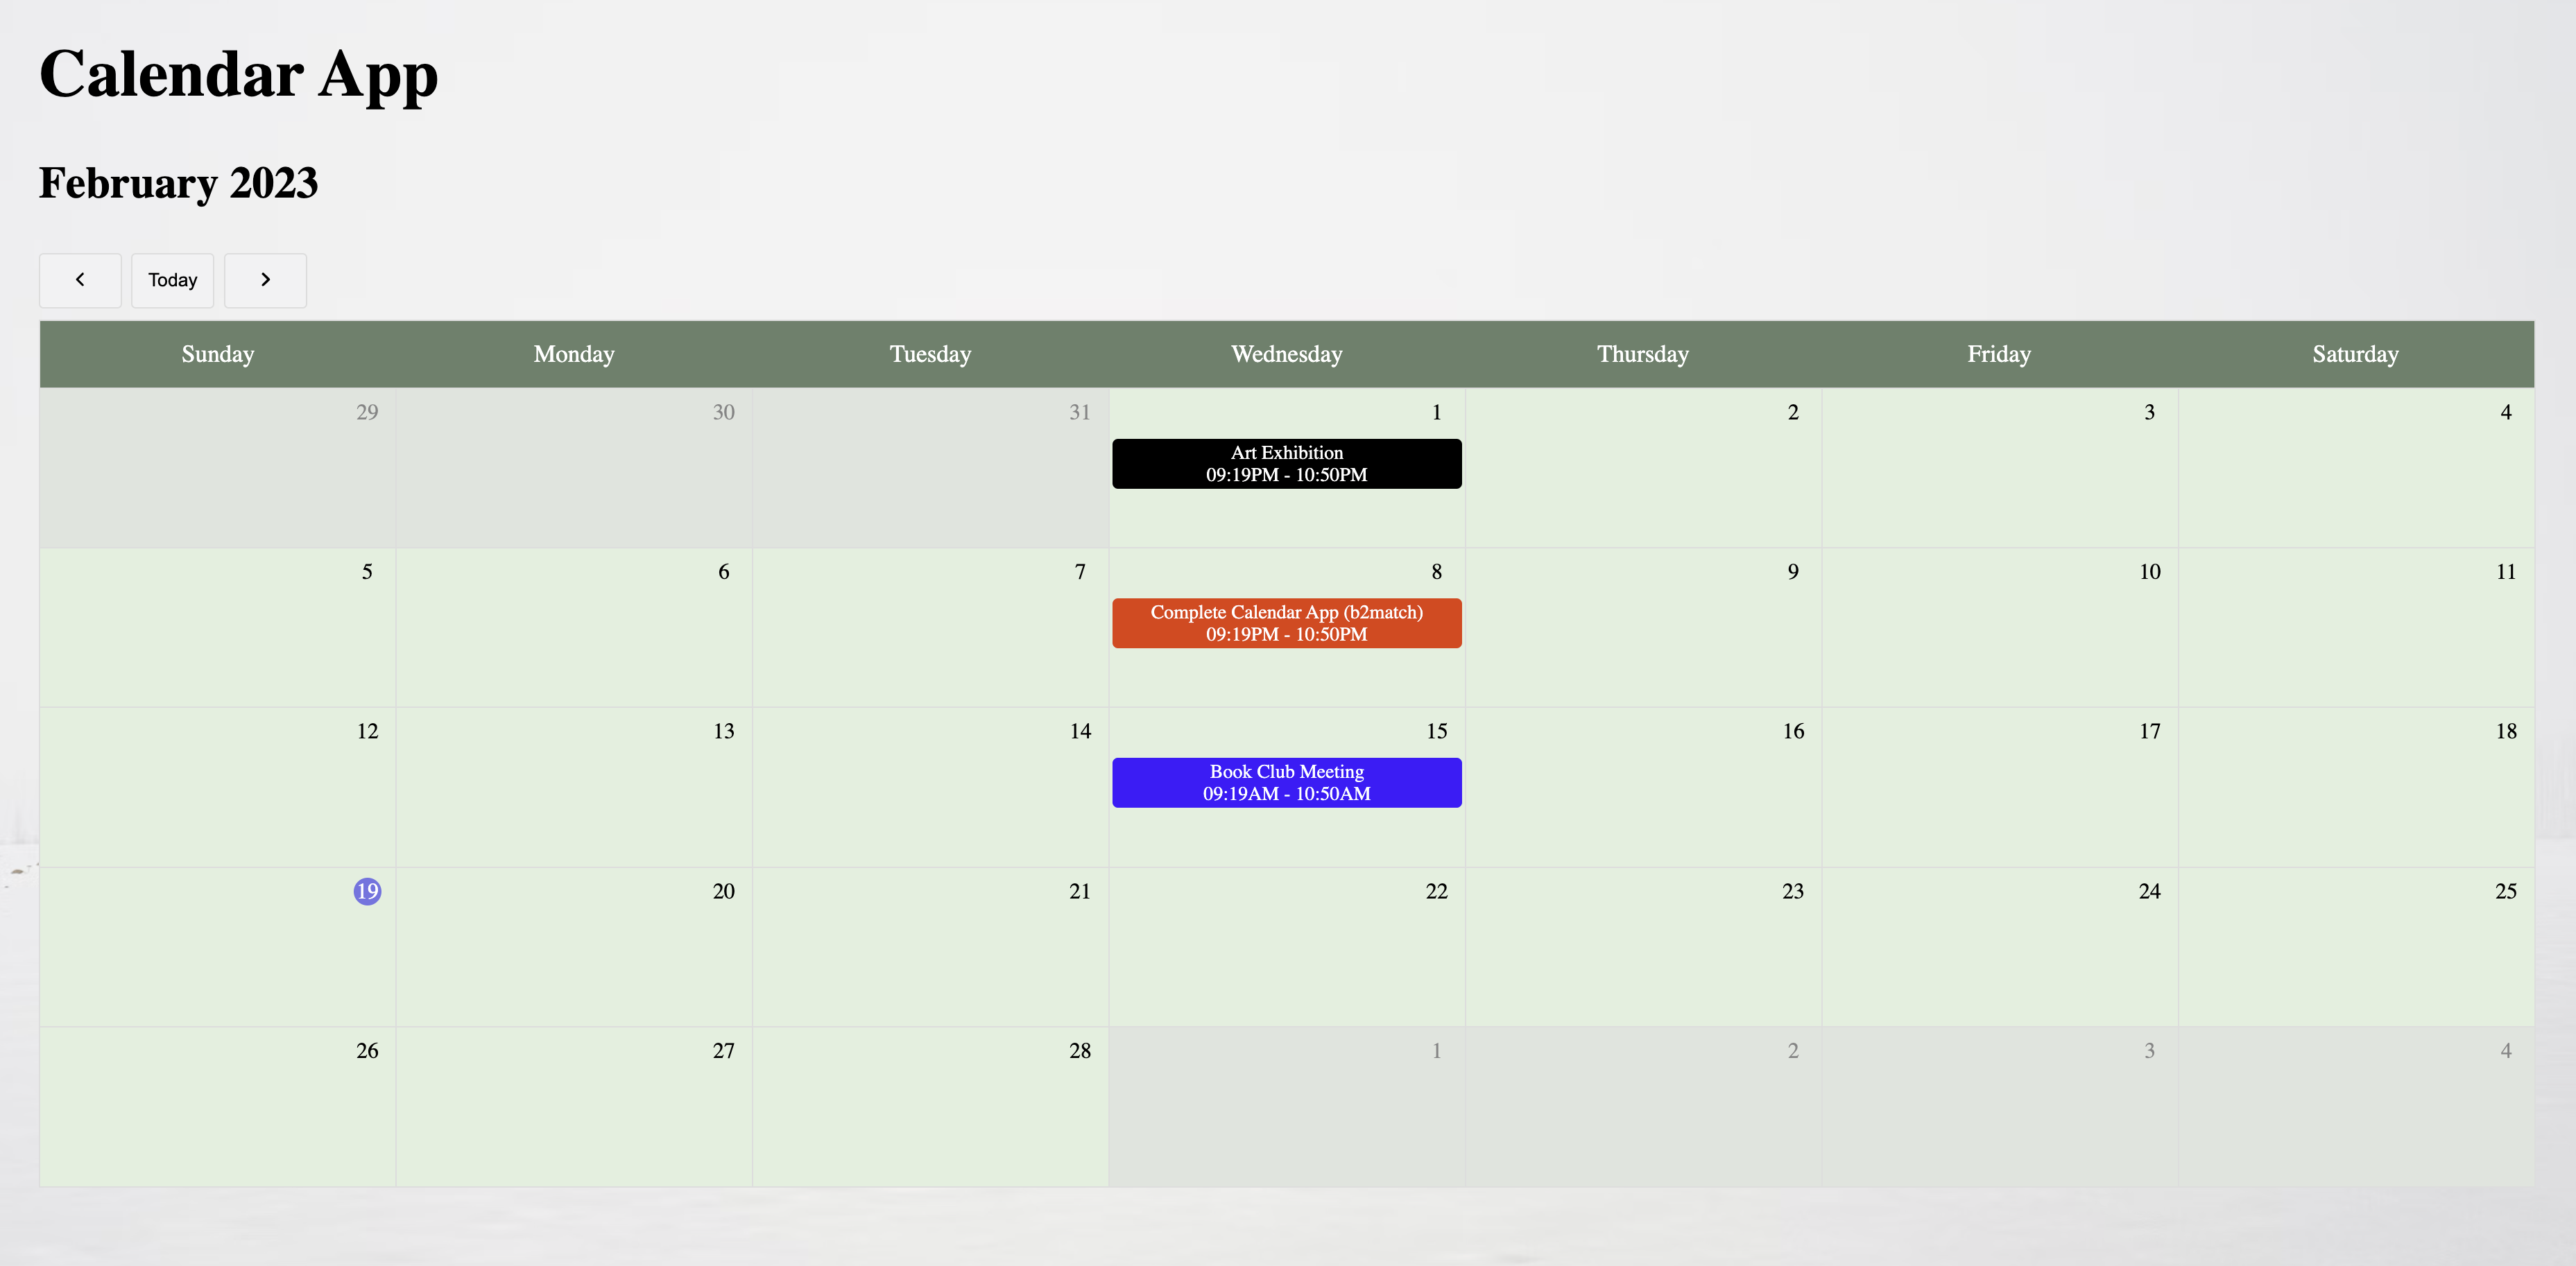 Calendar App
February 2023
Today
Sunday Monday Tuesday Wednesday Thursday Friday Saturday
29 30 31 1 2 3 4
Art Exhibition
09:19PM - 10:50PM
5 6 7 8 9 10 11
Complete Calendar App (b2match)
09:19PM - 10:50PM
12 13 14 15 16 17 18
Book Club Meeting
09:19AM - 10:50AM
19 20 21 22 23 24 25
26 27 28 1 2 3 4